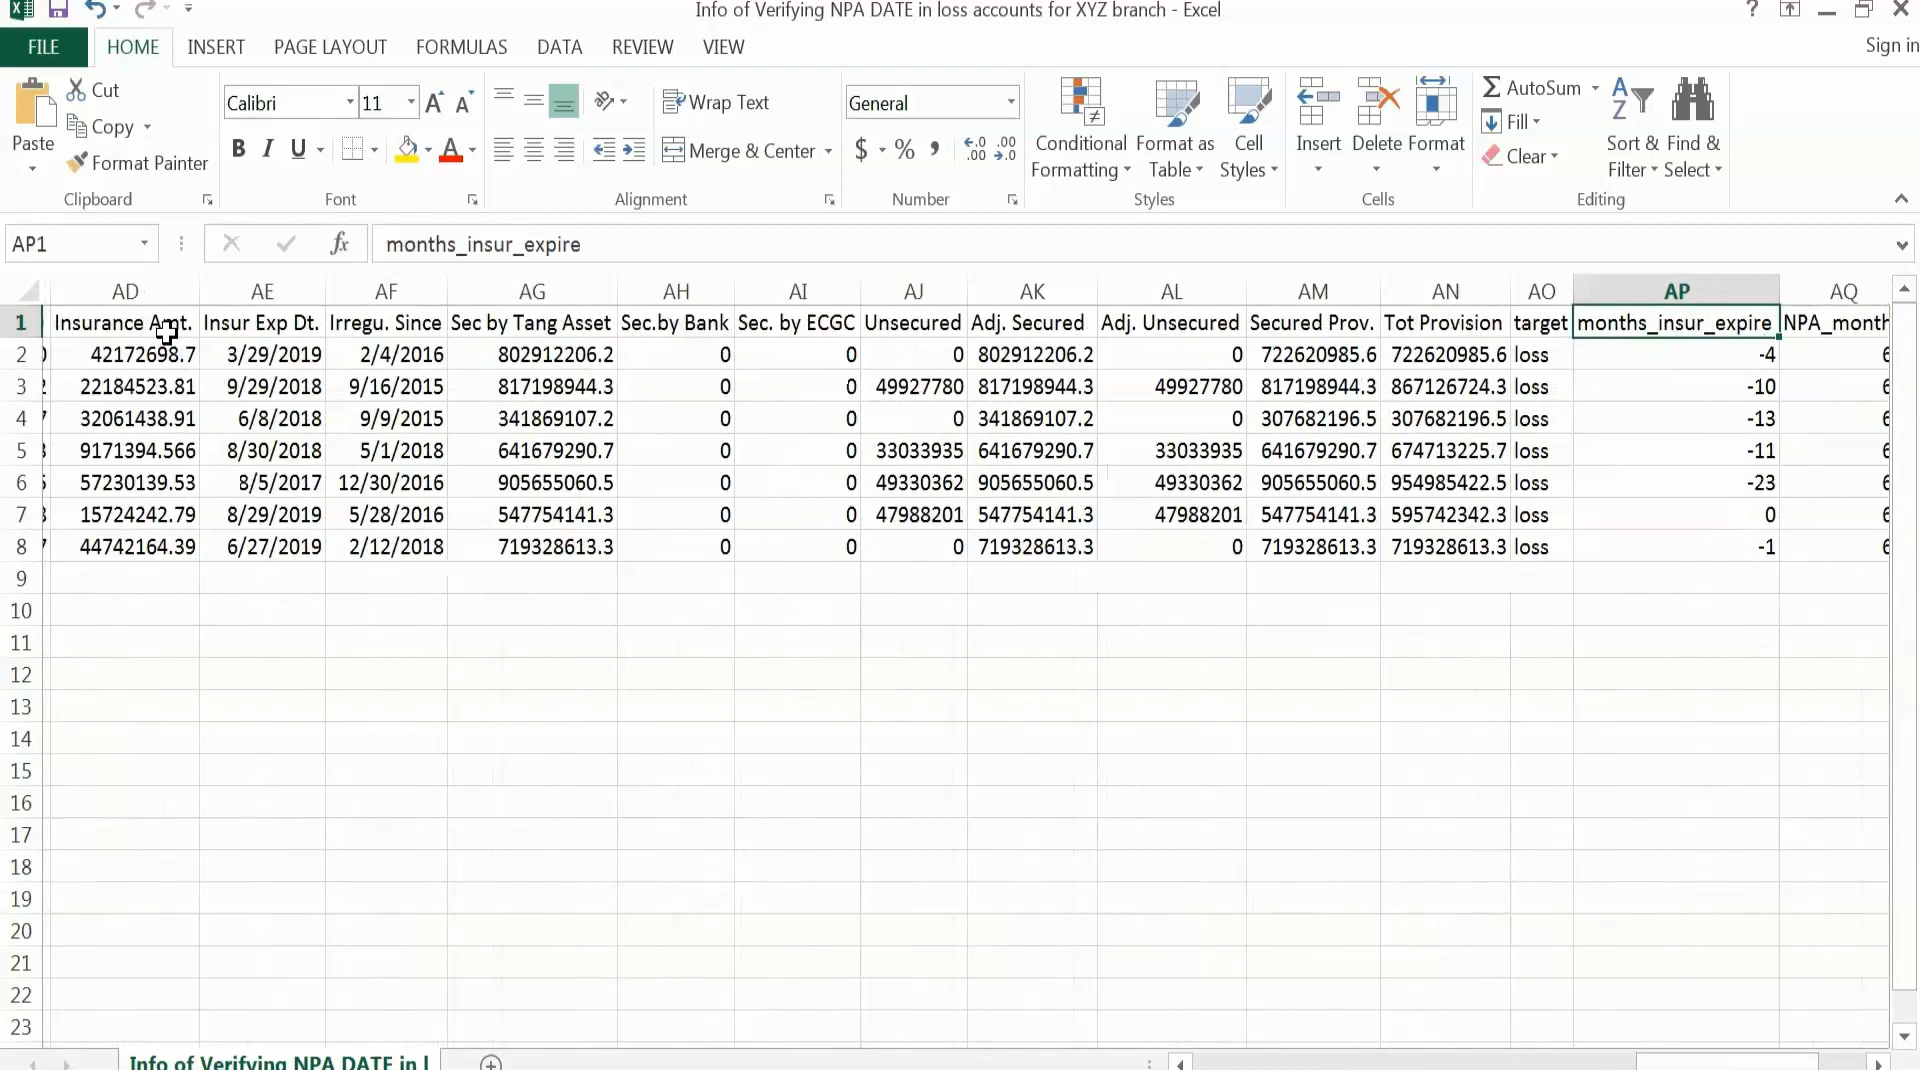 Info of Verifying NPA DATE in loss accounts for XYZ branch - Excel
FILE HOME INSERT PAGE LAYOUT FORMULAS DATA REVIEW VIEW Sign in
Paste
Cut
Copy
Format Painter
Clipboard
Calibri 11
B I U
Font
Wrap Text
Merge & Center
Alignment
General
$ % ,
Number
Conditional Formatting
Format as Table
Cell Styles
Styles
Insert Delete Format
Cells
AutoSum
Fill
Clear
Sort & Filter
Find & Select
Editing
AP1 fx months_insur_expire
AD AE AF AG AH AI AJ AK AL AM AN AO AP AQ
1 Insurance Amt. Insur Exp Dt. Irregu. Since Sec by Tang Asset Sec.by Bank Sec. by ECGC Unsecured Adj. Secured Adj. Unsecured Secured Prov. Tot Provision target months_insur_expire NPA_month
2 42172698.7 3/29/2019 2/4/2016 802912206.2 0 0 0 802912206.2 0 722620985.6 722620985.6 loss -4 6
3 22184523.81 9/29/2018 9/16/2015 817198944.3 0 0 49927780 817198944.3 49927780 817198944.3 867126724.3 loss -10 6
4 32061438.91 6/8/2018 9/9/2015 341869107.2 0 0 0 341869107.2 0 307682196.5 307682196.5 loss -13 6
5 9171394.566 8/30/2018 5/1/2018 641679290.7 0 0 33033935 641679290.7 33033935 641679290.7 674713225.7 loss -11 6
6 57230139.53 8/5/2017 12/30/2016 905655060.5 0 0 49330362 905655060.5 49330362 905655060.5 954985422.5 loss -23 6
7 15724242.79 8/29/2019 5/28/2016 547754141.3 0 0 47988201 547754141.3 47988201 547754141.3 595742342.3 loss 0 6
8 44742164.39 6/27/2019 2/12/2018 719328613.3 0 0 0 719328613.3 0 719328613.3 719328613.3 loss -1 6
9
10
11
12
13
14
15
16
17
18
19
20
21
22
23
Info of Verifying NPA DATE in l